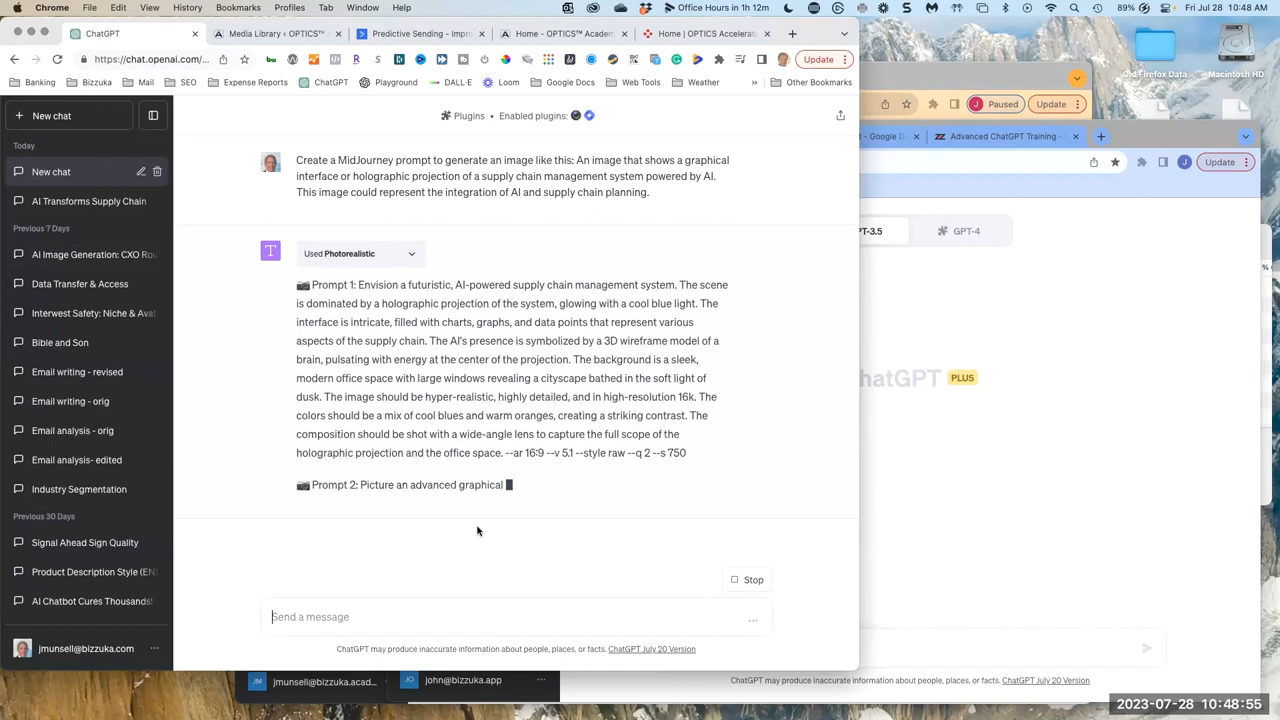 Chrome File Edit View
in 1h 12m
89%
2023-07-28 10:48:55 AM
ChatGPT
Media Library ‹ OPTICS™
Predictive Sending - Impro
Home - OPTICS™ Academ
Home | OPTICS Accelerato
https://chat.openai.com/...
Update
Banking
Bizzuka
Mail
SEO
Expense Reports
ChatGPT
Playground
DALL-E
Loom
Google Docs
Web Tools
Weather
»
Other Bookmarks
New chat
Today
New chat
AI Transforms Supply Chain
Previous 7 Days
AI Image Generation: CXO Rou
Data Transfer & Access
Interwest Safety: Niche & Avat
Bible and Son
Email writing - revised
Email writing - orig
Email analysis - orig
Email analysis- edited
Industry Segmentation
Previous 30 Days
Signal Ahead Sign Quality
Product Description Style (EN)
AI Chatbot Cures Thousands!
jmunsell@bizzuka.com
Plugins • Enabled plugins:
Create a MidJourney prompt to generate an image like this: An image that shows a graphical
interface or holographic projection of a supply chain management system powered by AI.
This image could represent the integration of AI and supply chain planning.
Used Photorealistic
Prompt 1: Envision a futuristic, AI-powered supply chain management system. The scene
is dominated by a holographic projection of the system, glowing with a cool blue light. The
interface is intricate, filled with charts, graphs, and data points that represent various
aspects of the supply chain. The AI's presence is symbolized by a 3D wireframe model of a
brain, pulsating with energy at the center of the projection. The background is a sleek,
modern office space with large windows revealing a cityscape bathed in the soft light of
dusk. The image should be hyper-realistic, highly detailed, and in high-resolution 16k. The
colors should be a mix of cool blues and warm oranges, creating a striking contrast. The
composition should be shot with a wide-angle lens to capture the full scope of the
holographic projection and the office space. --ar 16:9 --v 5.1 --style raw --q 2 --s 750
Prompt 2: Picture an advanced graphical
Stop
Send a message
ChatGPT may produce inaccurate information about people, places, or facts. ChatGPT July 20 Version
JM jmunsell@bizzuka.acad...
JO john@bizzuka.app
Old Firefox Data
Macintosh HD
J Paused
Update
t - Google D
Advanced ChatGPT Training -
J
Update
PT-3.5
GPT-4
hatGPT PLUS
ChatGPT may produce inaccurate information about people, places, or facts. ChatGPT July 20 Version
2023-07-28 10:48:55